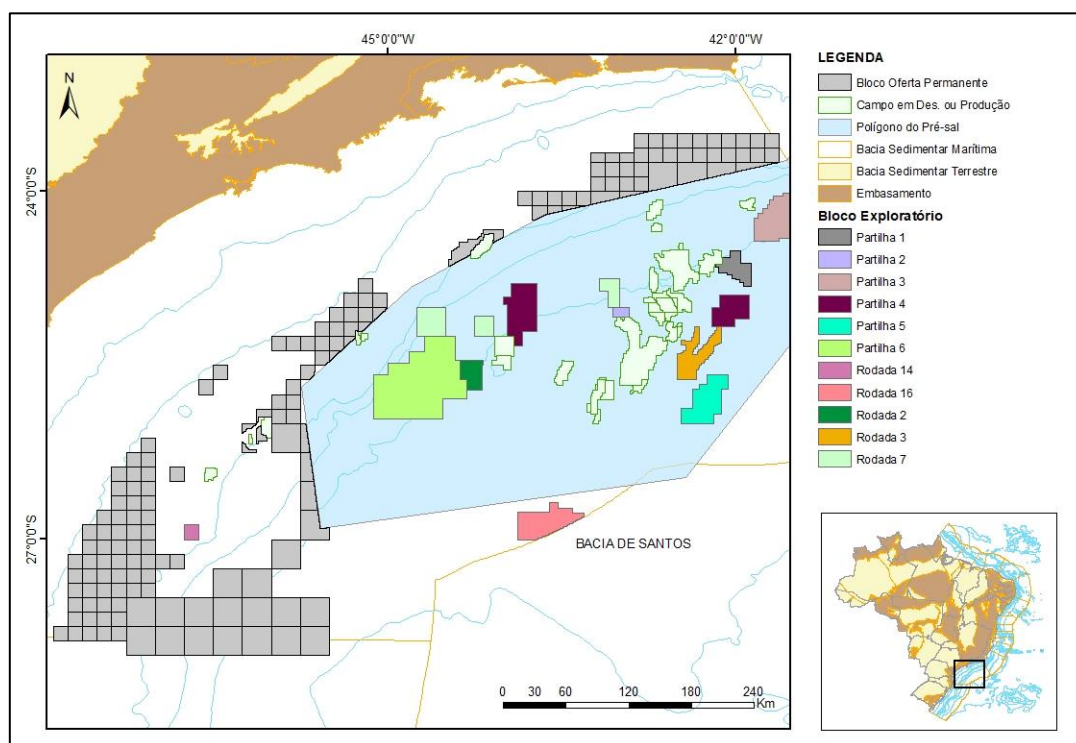 45°0'0"W
42°0'0"W
N
24°0'0"S
27°0'0"S
BACIA DE SANTOS
0 30 60 120 180 240
Km
LEGENDA
Bloco Oferta Permanente
Campo em Des. ou Produção
Polígono do Pré-sal
Bacia Sedimentar Marítima
Bacia Sedimentar Terrestre
Embasamento
Bloco Exploratório
Partilha 1
Partilha 2
Partilha 3
Partilha 4
Partilha 5
Partilha 6
Rodada 14
Rodada 16
Rodada 2
Rodada 3
Rodada 7